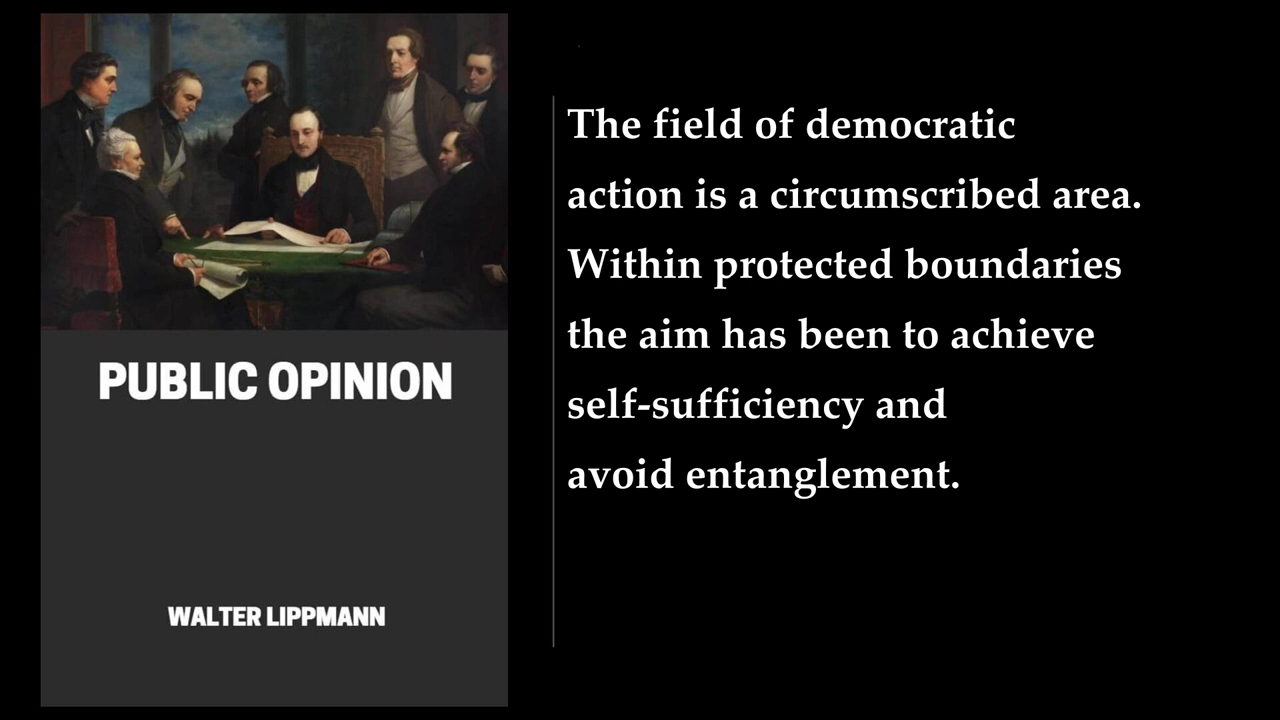 PUBLIC OPINION
WALTER LIPPMANN
The field of democratic
action is a circumscribed area.
Within protected boundaries
the aim has been to achieve
self-sufficiency and
avoid entanglement.